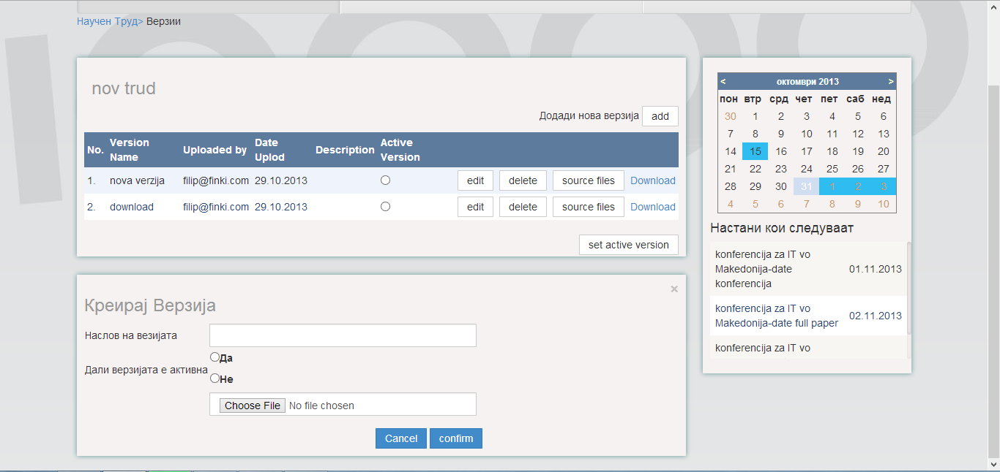 Научен Труд> Верзии
nov trud
Додади нова верзија add
No. Version Name Uploaded by Date Uplod Description Active Version
1. nova verzija filip@finki.com 29.10.2013 edit delete source files Download
2. download filip@finki.com 29.10.2013 edit delete source files Download
set active version
×
Креирај Верзија
Наслов на везијата
Дали верзијата е активна
Да
Не
Choose File No file chosen
Cancel confirm
< октомври 2013 >
пон втр срд чет пет саб нед
30 1 2 3 4 5 6
7 8 9 10 11 12 13
14 15 16 17 18 19 20
21 22 23 24 25 26 27
28 29 30 31 1 2 3
4 5 6 7 8 9 10
Настани кои следуваат
konferencija za IT vo
Makedonija-date 01.11.2013
konferencija
konferencija za IT vo
Makedonija-date full paper 02.11.2013
konferencija za IT vo